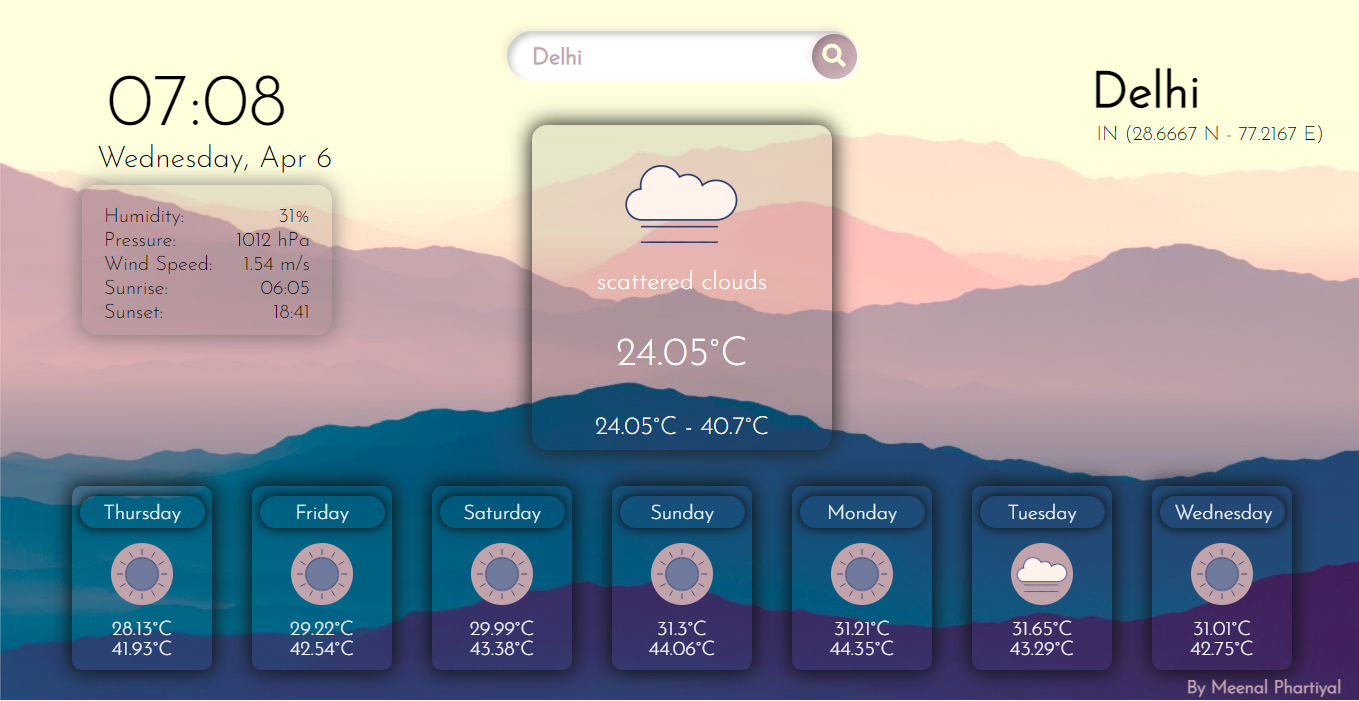 Delhi
07:08
Wednesday, Apr 6
Delhi
IN (28.6667 N - 77.2167 E)
Humidity: 31%
Pressure: 1012 hPa
Wind Speed: 1.54 m/s
Sunrise: 06:05
Sunset: 18:41
scattered clouds
24.05°C
24.05°C - 40.7°C
Thursday
28.13°C
41.93°C
Friday
29.22°C
42.54°C
Saturday
29.99°C
43.38°C
Sunday
31.3°C
44.06°C
Monday
31.21°C
44.35°C
Tuesday
31.65°C
43.29°C
Wednesday
31.01°C
42.75°C
By Meenal Phartiyal